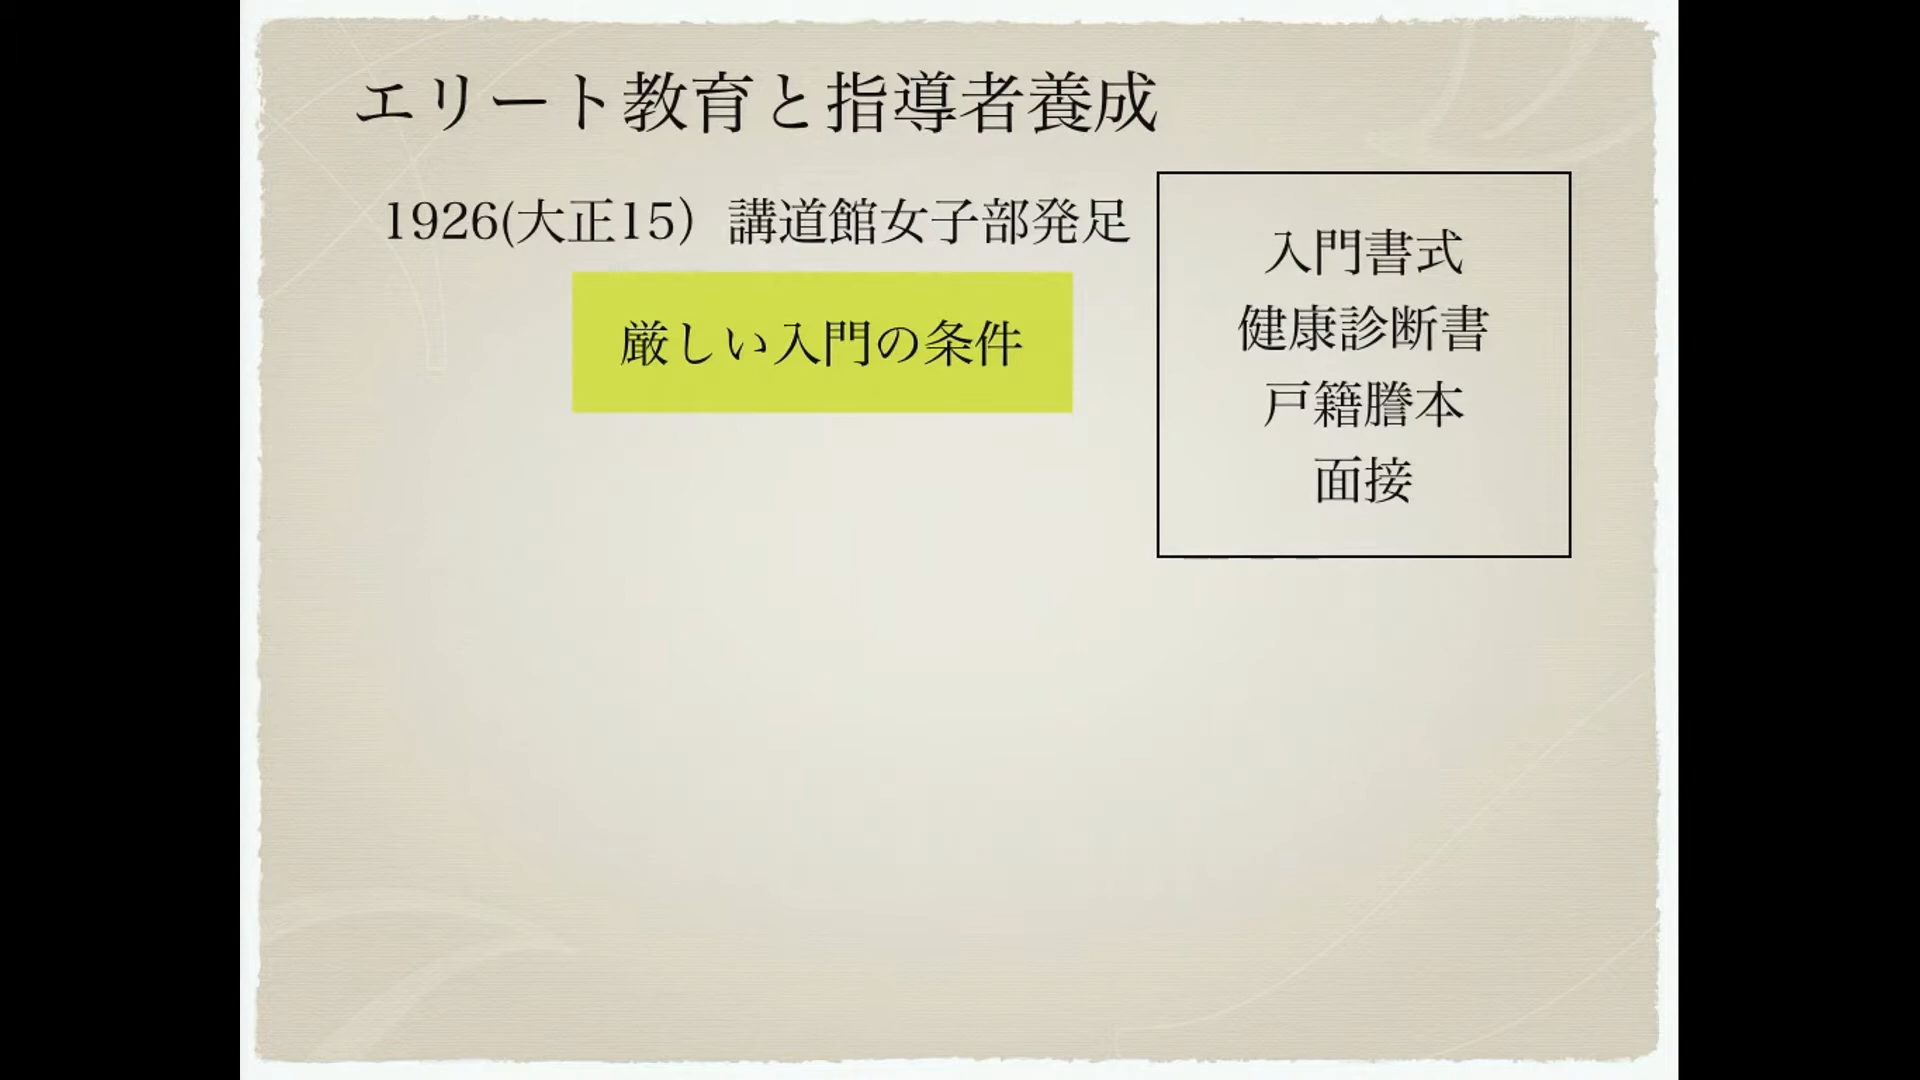 エリート教育と指導者養成
1926(大正15）講道館女子部発足
厳しい入門の条件
入門書式
健康診断書
戸籍謄本
面接